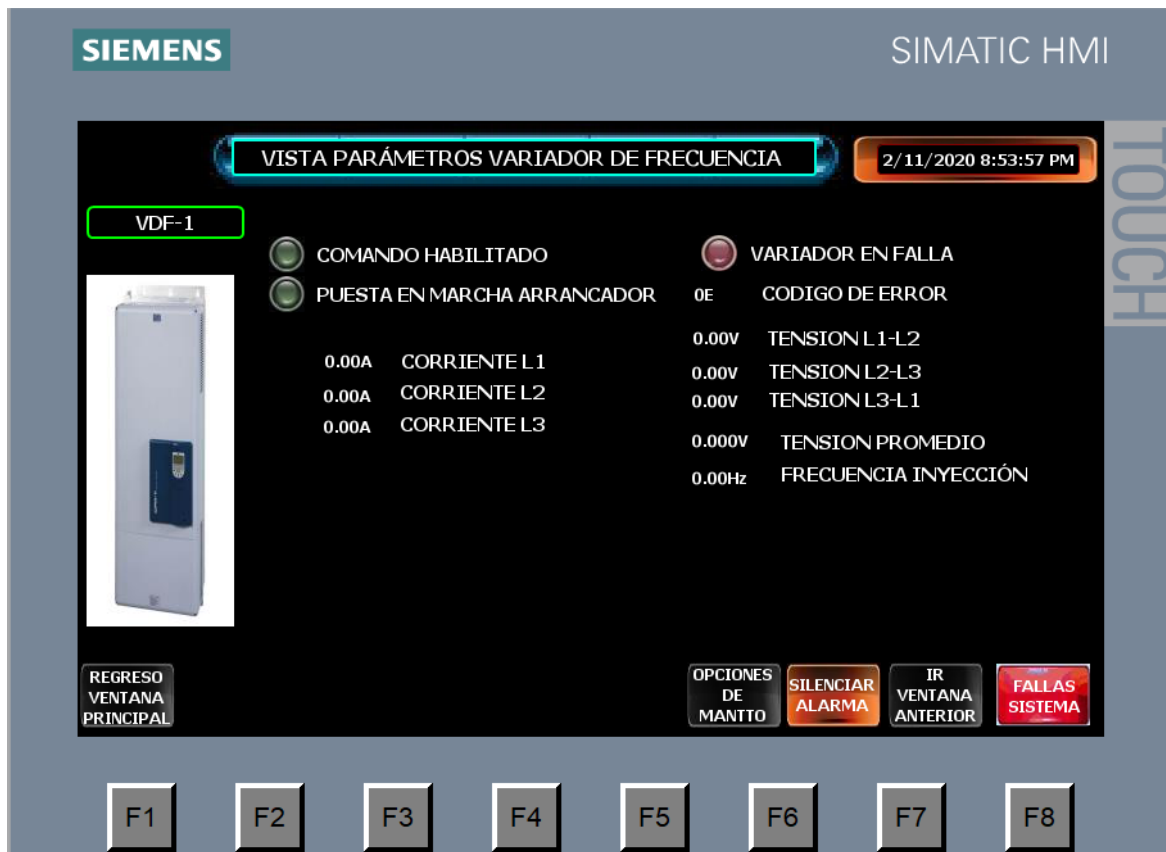 SIEMENS
SIMATIC HMI
TOUCH
VISTA PARÁMETROS VARIADOR DE FRECUENCIA
2/11/2020 8:53:57 PM
VDF-1
COMANDO HABILITADO
PUESTA EN MARCHA ARRANCADOR
0.00A CORRIENTE L1
0.00A CORRIENTE L2
0.00A CORRIENTE L3
VARIADOR EN FALLA
0E CODIGO DE ERROR
0.00V TENSION L1-L2
0.00V TENSION L2-L3
0.00V TENSION L3-L1
0.000V TENSION PROMEDIO
0.00Hz FRECUENCIA INYECCIÓN
REGRESO
VENTANA
PRINCIPAL
OPCIONES
DE
MANTTO
SILENCIAR
ALARMA
IR
VENTANA
ANTERIOR
FALLAS
SISTEMA
F1 F2 F3 F4 F5 F6 F7 F8